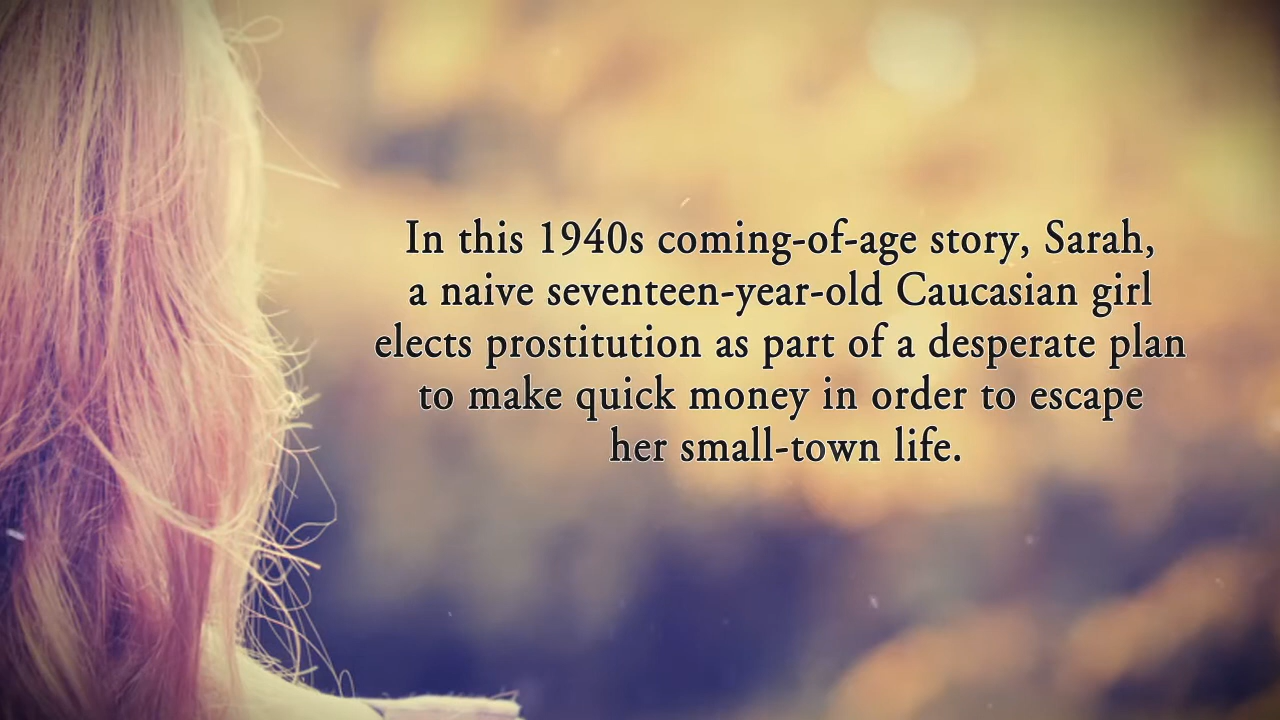 In this 1940s coming-of-age story, Sarah,
a naive seventeen-year-old Caucasian girl
elects prostitution as part of a desperate plan
to make quick money in order to escape
her small-town life.